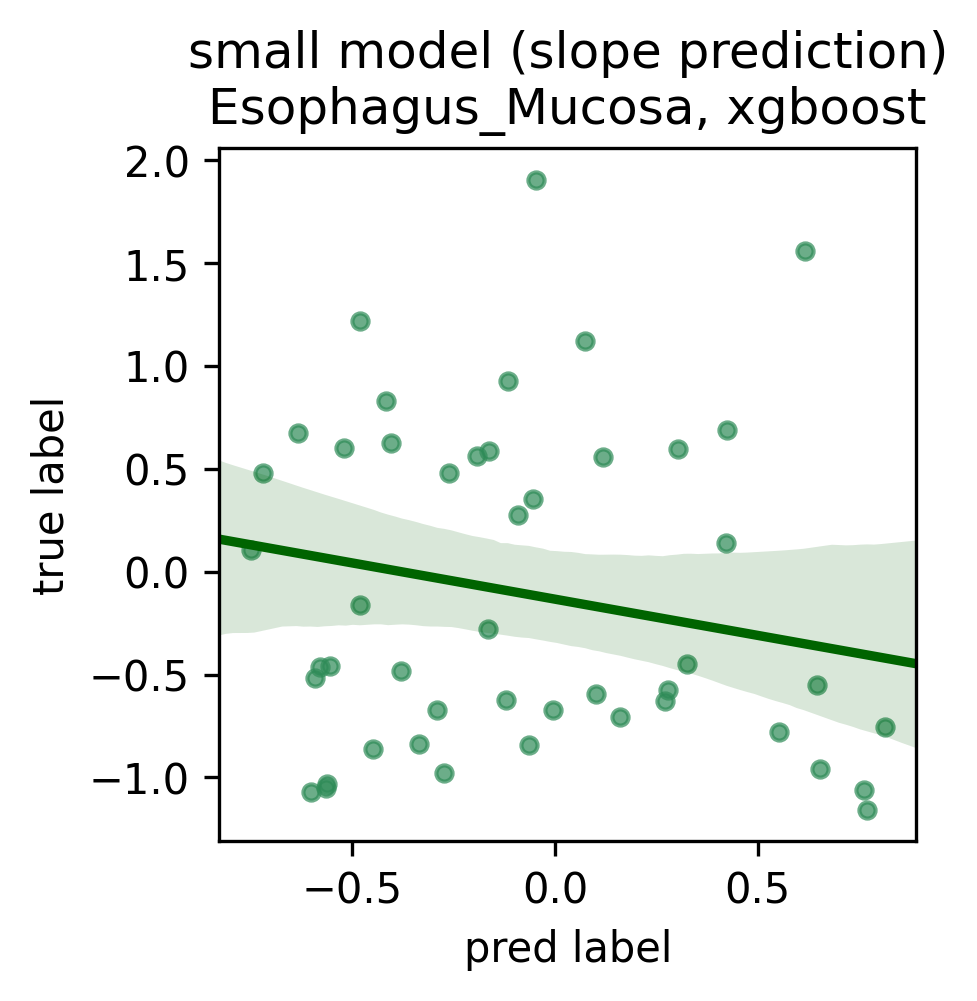 small model (slope prediction)
Esophagus_Mucosa, xgboost
2.0
1.5
1.0
0.5
0.0
−0.5
−1.0
true label
−0.5
0.0
0.5
pred label